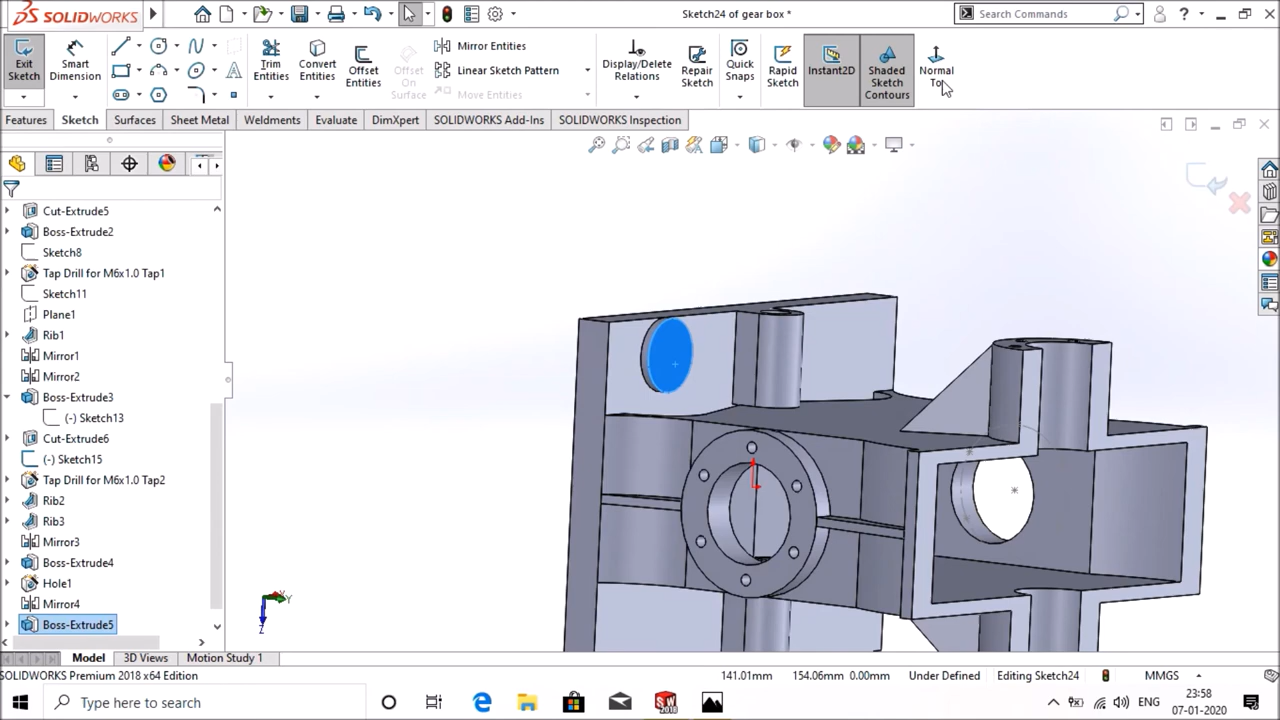 SOLIDWORKS
Sketch24 of gear box *
Search Commands
Exit Sketch
Smart Dimension
Trim Entities
Convert Entities
Offset Entities
Offset On Surface
Mirror Entities
Linear Sketch Pattern
Move Entities
Display/Delete Relations
Repair Sketch
Quick Snaps
Rapid Sketch
Instant2D
Shaded Sketch Contours
Normal To
Features
Sketch
Surfaces
Sheet Metal
Weldments
Evaluate
DimXpert
SOLIDWORKS Add-Ins
SOLIDWORKS Inspection
Cut-Extrude5
Boss-Extrude2
Sketch8
Tap Drill for M6x1.0 Tap1
Sketch11
Plane1
Rib1
Mirror1
Mirror2
Boss-Extrude3
(-) Sketch13
Cut-Extrude6
(-) Sketch15
Tap Drill for M6x1.0 Tap2
Rib2
Rib3
Mirror3
Boss-Extrude4
Hole1
Mirror4
Boss-Extrude5
Y
Z
Model
3D Views
Motion Study 1
SOLIDWORKS Premium 2018 x64 Edition
141.01mm
154.06mm 0.00mm
Under Defined
Editing Sketch24
MMGS
Type here to search
SW
2018
ENG
23:58
07-01-2020